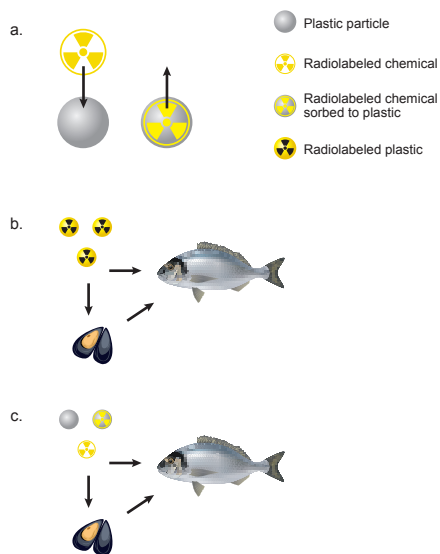 a.
Plastic particle
Radiolabeled chemical
Radiolabeled chemical
sorbed to plastic
Radiolabeled plastic
b.
c.